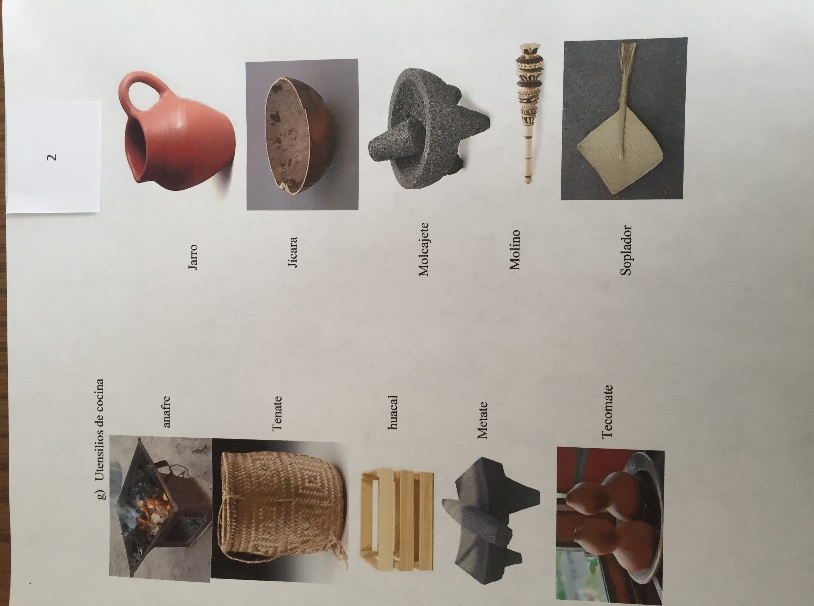 2
g) Utensilios de cocina
anafre
Jarro
Tenate
Jícara
huacal
Molcajete
Metate
Molino
Tecomate
Soplador